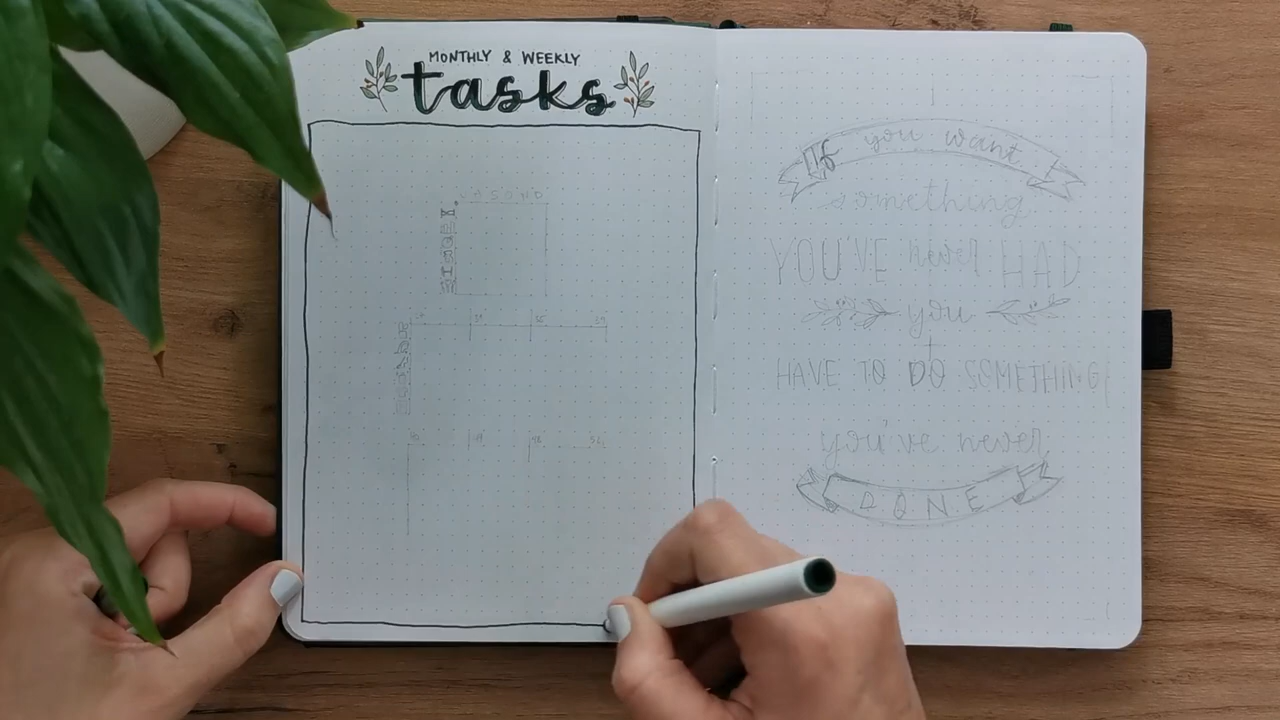 MONTHLY & WEEKLY
tasks
If you want
something
YOU'VE never HAD
you
HAVE TO DO SOMETHING
you've never
DONE